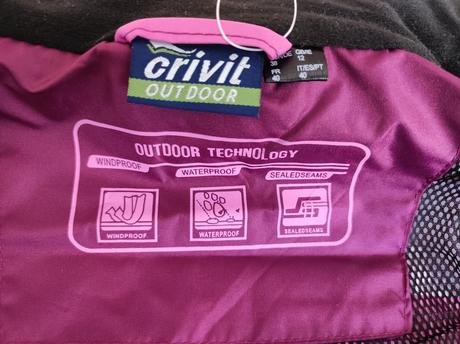 crivit
OUTDOOR
38
GB/IE
12
FR
40
IT/ES/PT
40
OUTDOOR TECHNOLOGY
WINDPROOF
WATERPROOF
SEALEDSEAMS
WINDPROOF
WATERPROOF
SEALEDSEAMS